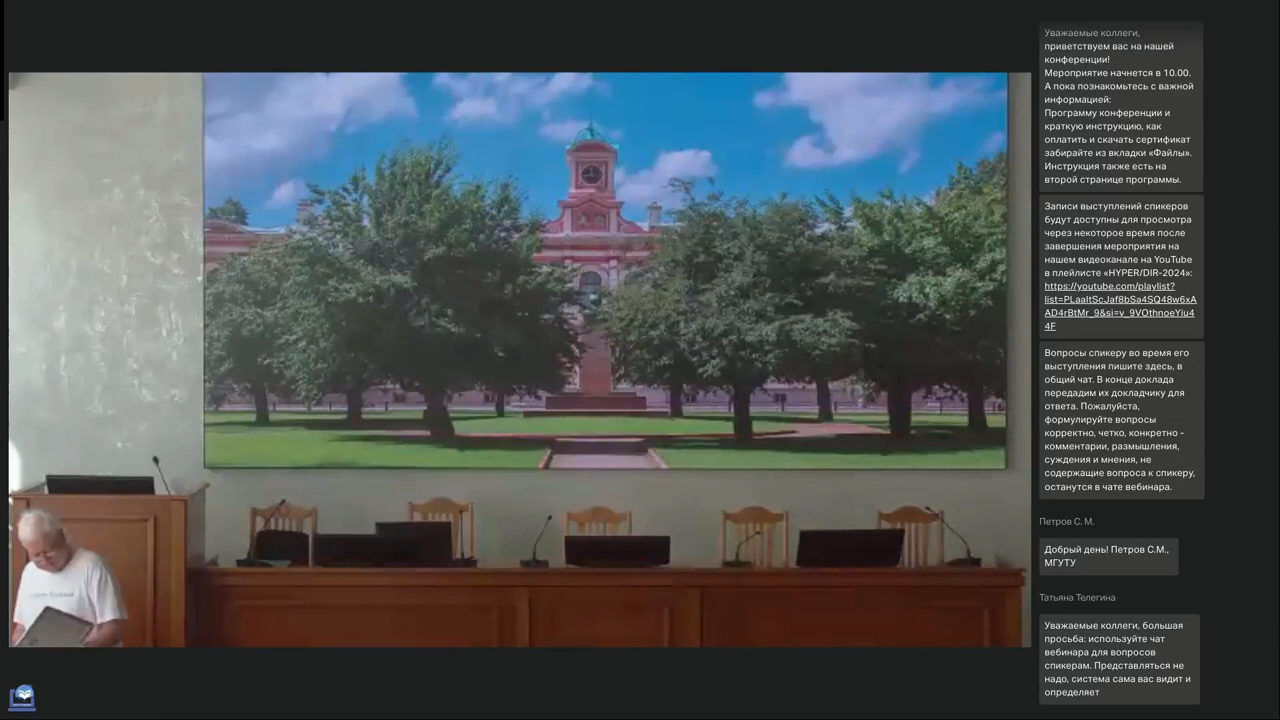 Уважаемые коллеги,
приветствуем вас на нашей
конференции!
Мероприятие начнется в 10.00.
А пока познакомьтесь с важной
информацией:
Программу конференции и
краткую инструкцию, как
оплатить и скачать сертификат
забирайте из вкладки «Файлы».
Инструкция также есть на
второй странице программы.
Записи выступлений спикеров
будут доступны для просмотра
через некоторое время после
завершения мероприятия на
нашем видеоканале на YouTube
в плейлисте «HYPER/DIR-2024»:
https://youtube.com/playlist?
list=PLaaItScJaf8bSa4SQ48w6xA
AD4rBtMr_9&si=v_9VOthnoeYiu4
4F
Вопросы спикеру во время его
выступления пишите здесь, в
общий чат. В конце доклада
передадим их докладчику для
ответа. Пожалуйста,
формулируйте вопросы
корректно, четко, конкретно -
комментарии, размышления,
суждения и мнения, не
содержащие вопроса к спикеру,
останутся в чате вебинара.
Петров С. М.
Добрый день! Петров С.М.,
МГУТУ
Татьяна Телегина
Уважаемые коллеги, большая
просьба: используйте чат
вебинара для вопросов
спикерам. Представляться не
надо, система сама вас видит и
определяет